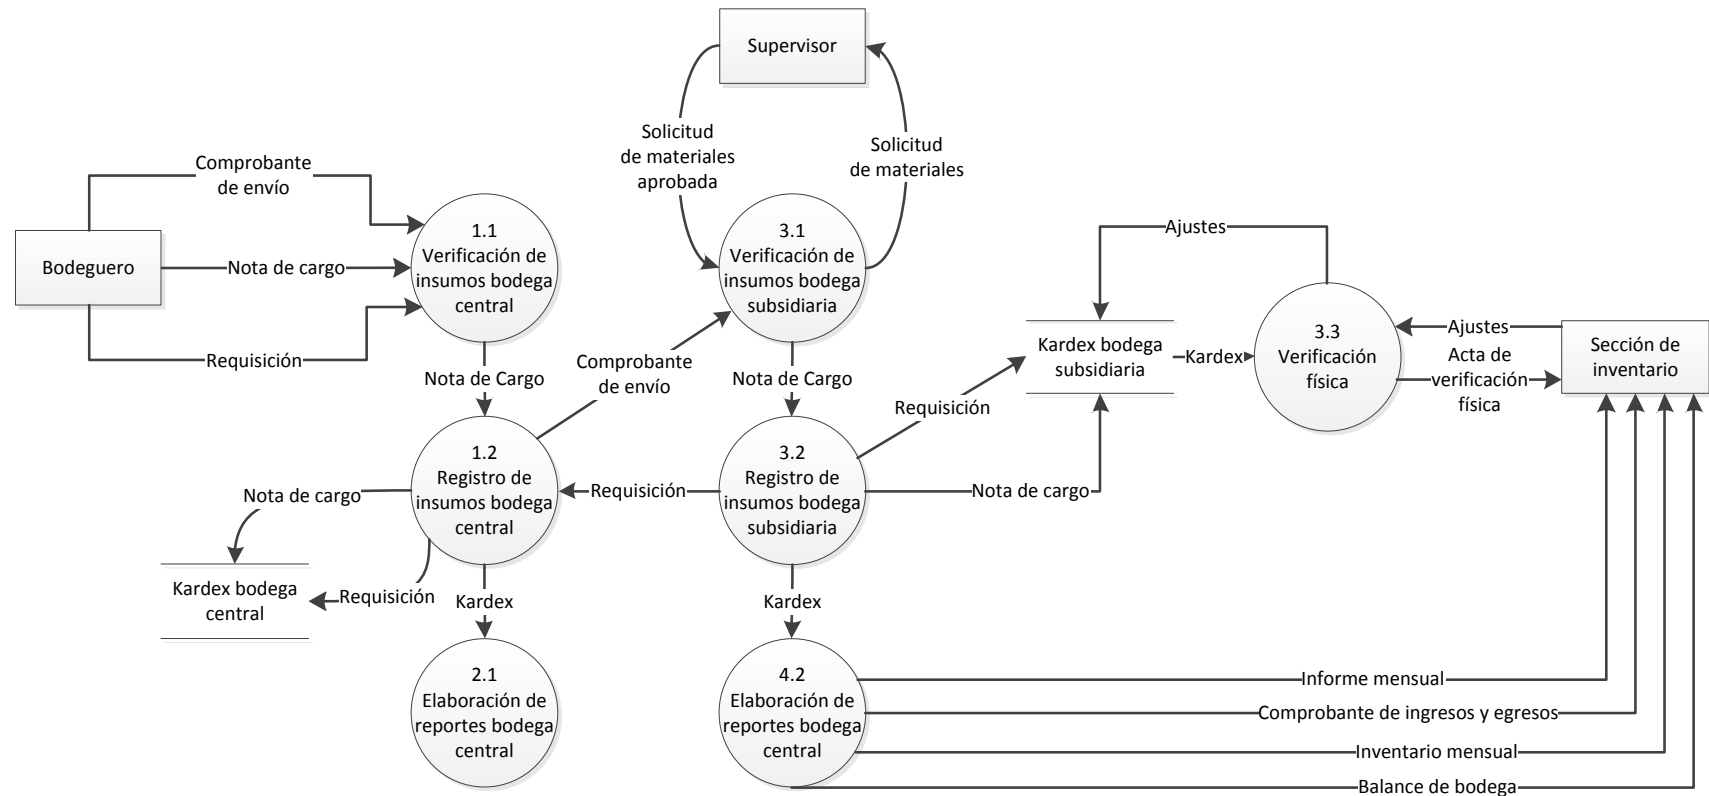 Supervisor
Solicitud
de materiales
aprobada
Solicitud
de materiales
Comprobante
de envío
Bodeguero
Nota de cargo
Requisición
1.1
Verificación de
insumos bodega
central
3.1
Verificación de
insumos bodega
subsidiaria
Ajustes
Kardex bodega
subsidiaria
Kardex
3.3
Verificación
física
Ajustes
Acta de
verificación
física
Sección de
inventario
Nota de Cargo
Comprobante
de envío
Nota de Cargo
Requisición
1.2
Registro de
insumos bodega
central
Requisición
3.2
Registro de
insumos bodega
subsidiaria
Nota de cargo
Nota de cargo
Kardex bodega
central
Requisición
Kardex
Kardex
2.1
Elaboración de
reportes bodega
central
4.2
Elaboración de
reportes bodega
central
Informe mensual
Comprobante de ingresos y egresos
Inventario mensual
Balance de bodega